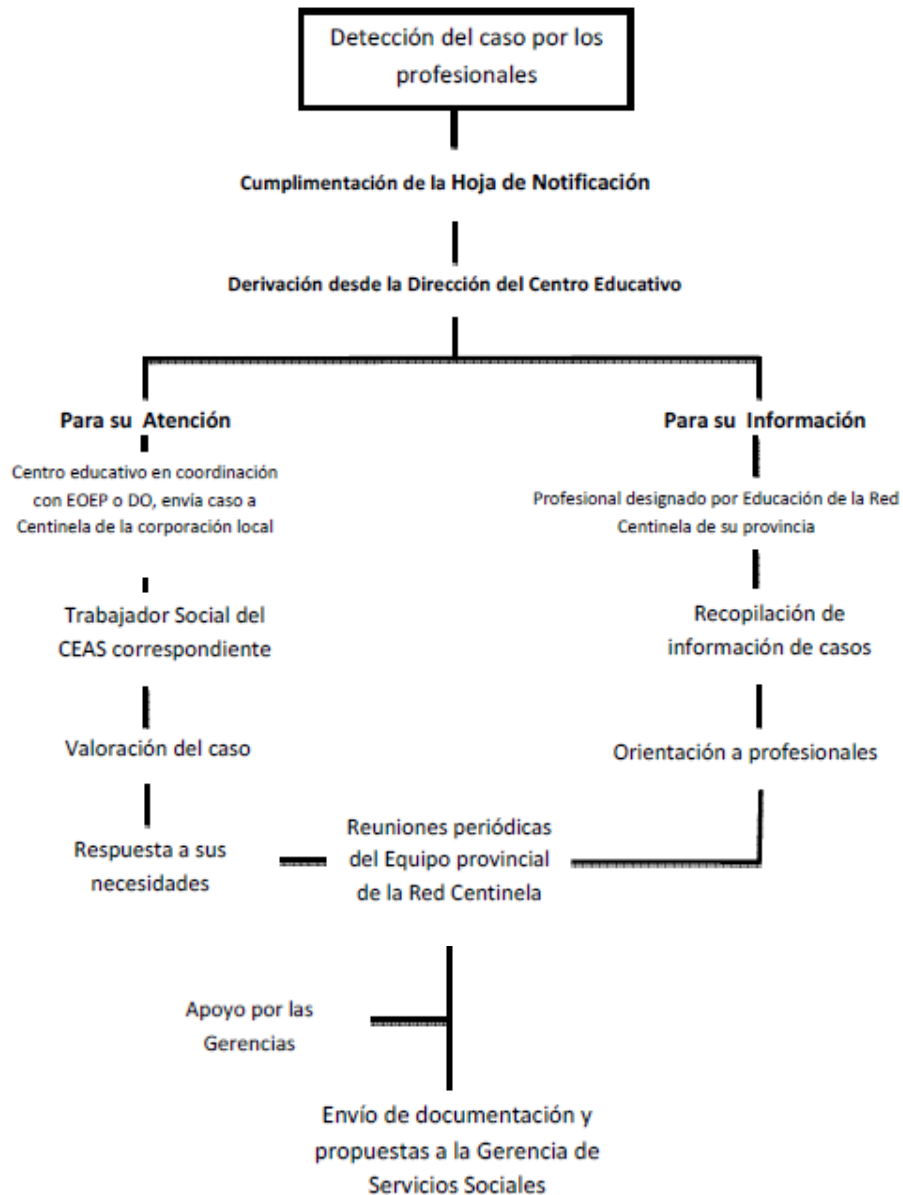 Detección del caso por los
profesionales
Cumplimentación de la Hoja de Notificación
Derivación desde la Dirección del Centro Educativo
Para su Atención
Centro educativo en coordinación
con EOEP o DO, envía caso a
Centinela de la corporación local
Trabajador Social del
CEAS correspondiente
Valoración del caso
Respuesta a sus
necesidades
Para su Información
Profesional designado por Educación de la Red
Centinela de su provincia
Recopilación de
información de casos
Orientación a profesionales
Reuniones periódicas
del Equipo provincial
de la Red Centinela
Apoyo por las
Gerencias
Envío de documentación y
propuestas a la Gerencia de
Servicios Sociales